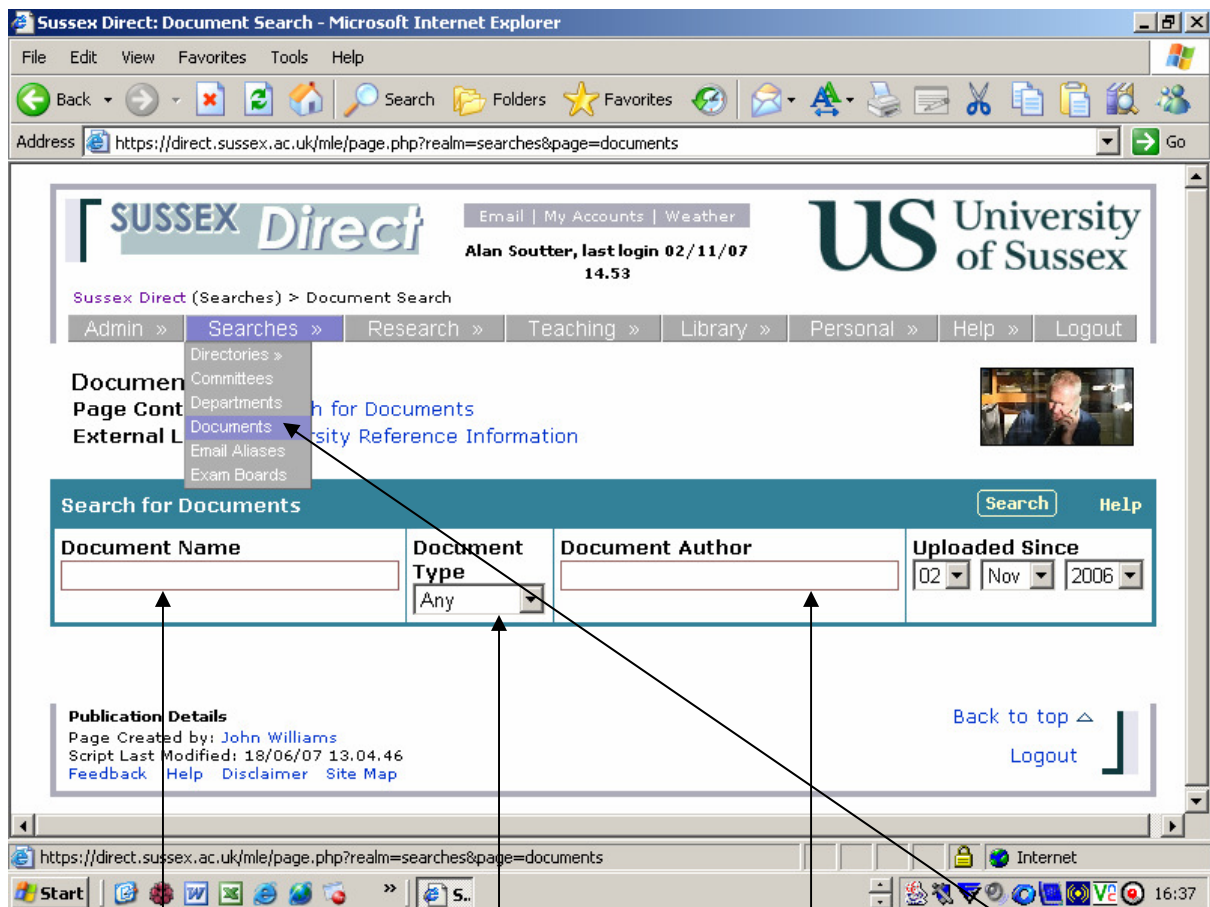 Sussex Direct: Document Search - Microsoft Internet Explorer
File Edit View Favorites Tools Help
Back Search Folders Favorites
Address https://direct.sussex.ac.uk/mle/page.php?realm=searches&page=documents Go
SUSSEX Direct
Email | My Accounts | Weather
Alan Soutter, last login 02/11/07
14.53
US University
of Sussex
Sussex Direct (Searches) > Document Search
Admin » Searches » Research » Teaching » Library » Personal » Help » Logout
Directories »
Committees
Departments
Documents
Email Aliases
Exam Boards
Documen
Page Cont h for Documents
External L rsity Reference Information
Search for Documents Search Help
Document Name
Document
Type
Any
Document Author
Uploaded Since
02 Nov 2006
Publication Details
Page Created by: John Williams
Script Last Modified: 18/06/07 13.04.46
Feedback Help Disclaimer Site Map
Back to top
Logout
https://direct.sussex.ac.uk/mle/page.php?realm=searches&page=documents Internet
Start » S.. 16:37